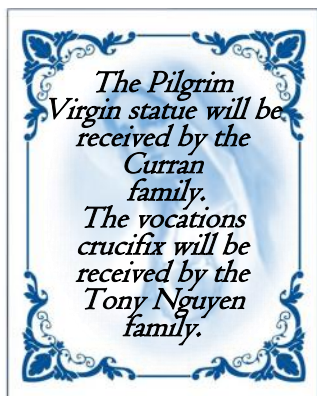 The Pilgrim
Virgin statue will be
received by the
Curran
family.
The vocations
crucifix will be
received by the
Tony Nguyen
family.